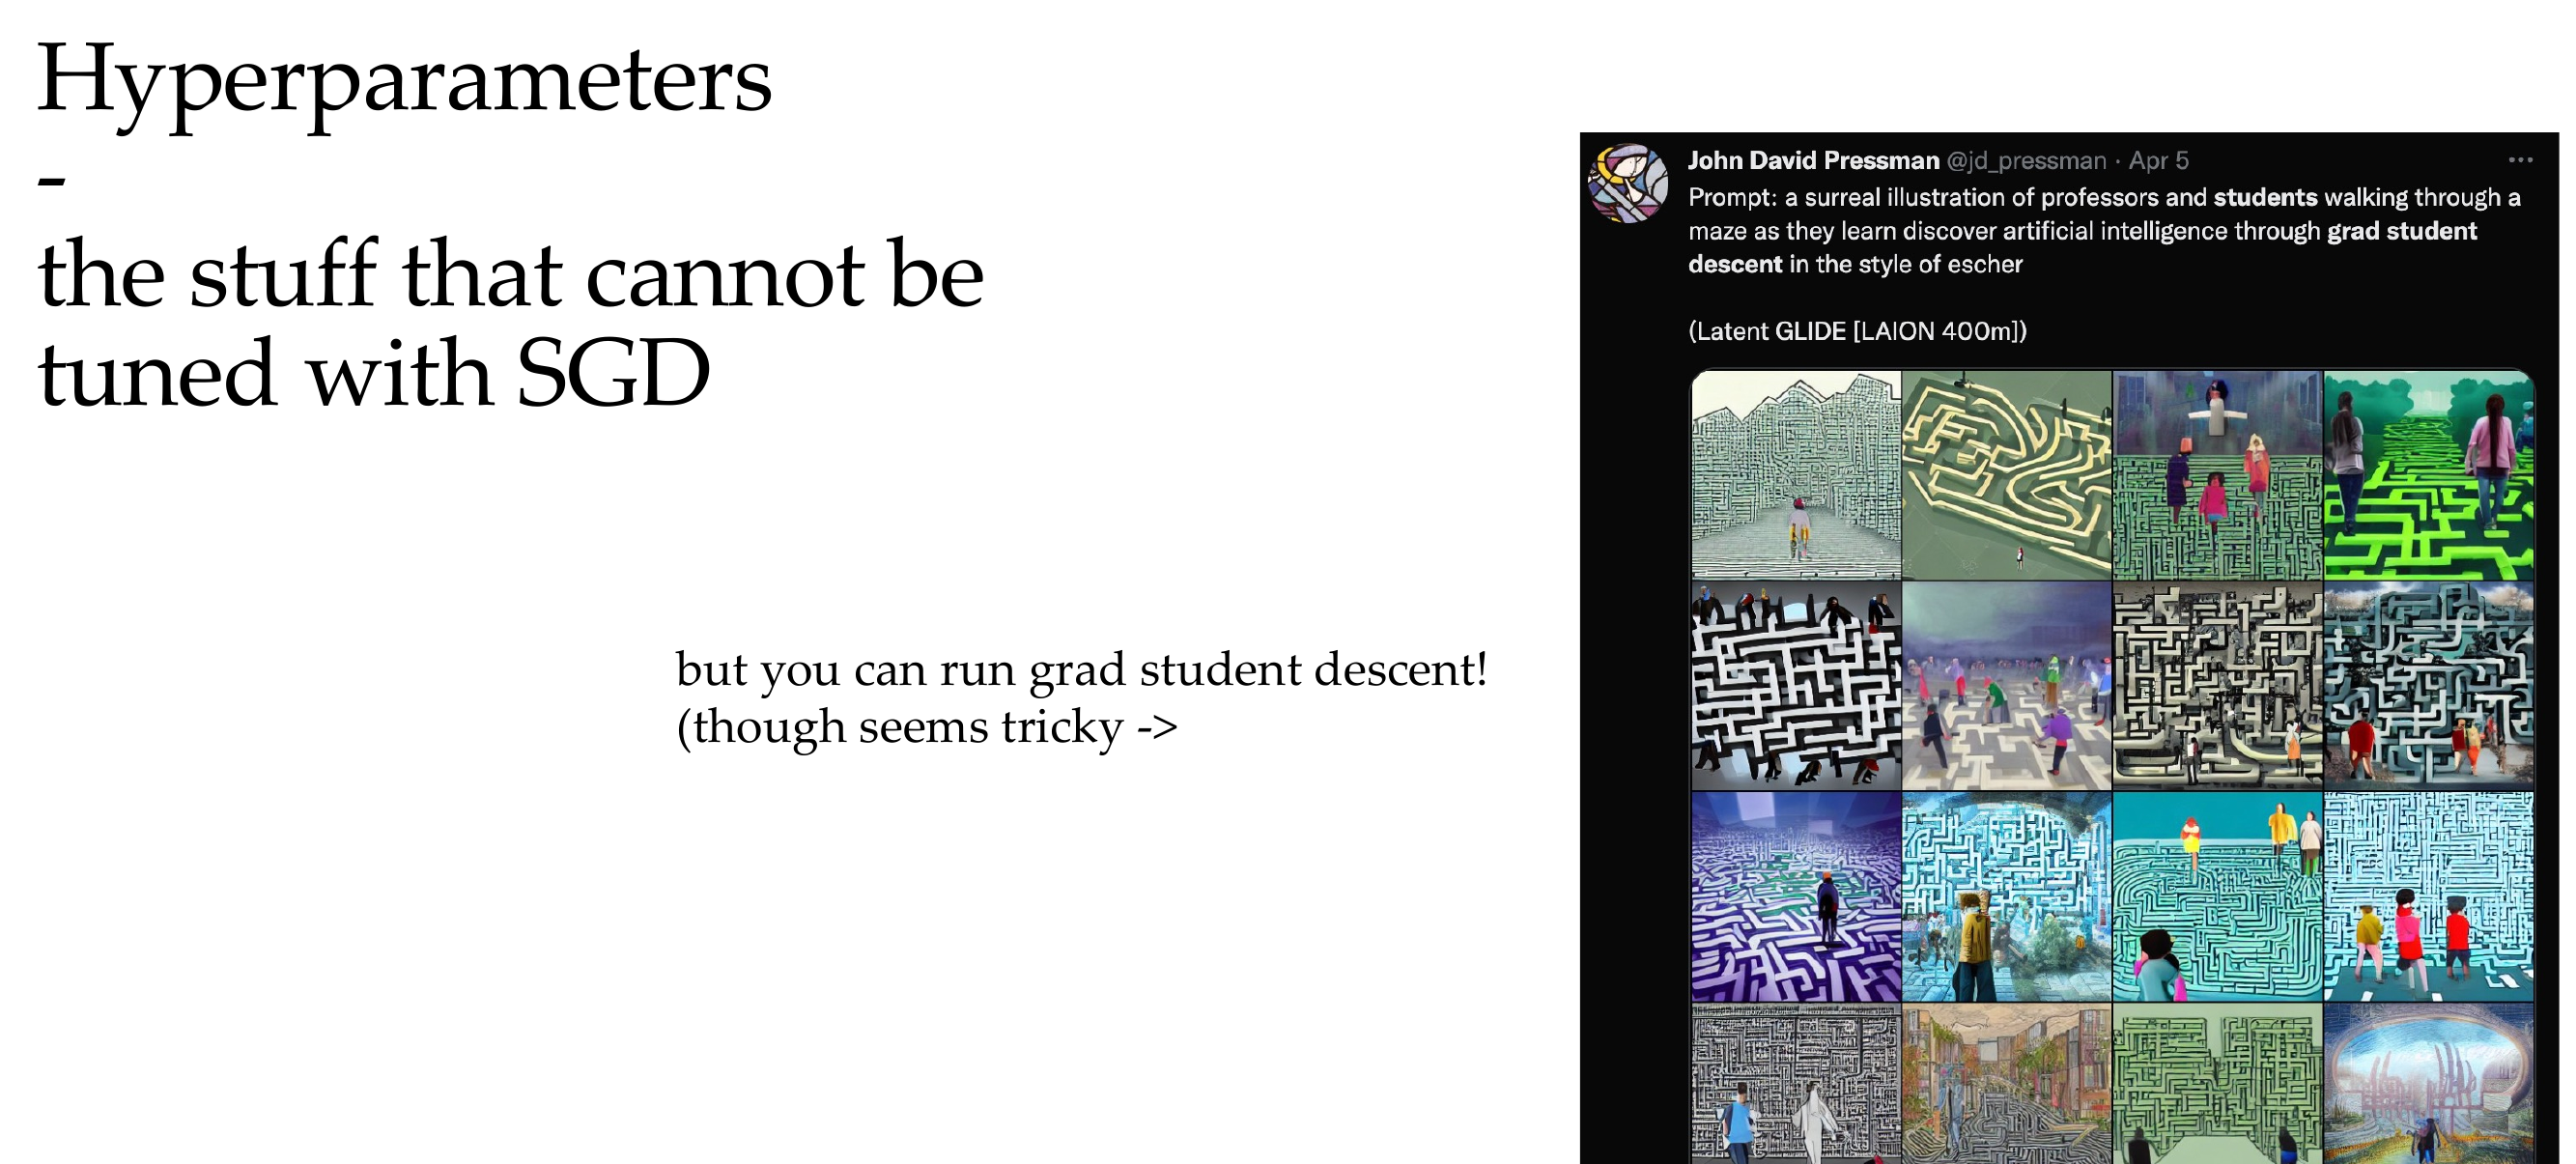 Hyperparameters
-
the stuff that cannot be
tuned with SGD
but you can run grad student descent!
(though seems tricky ->
John David Pressman @jd_pressman · Apr 5
Prompt: a surreal illustration of professors and students walking through a
maze as they learn discover artificial intelligence through grad student
descent in the style of escher
(Latent GLIDE [LAION 400m])